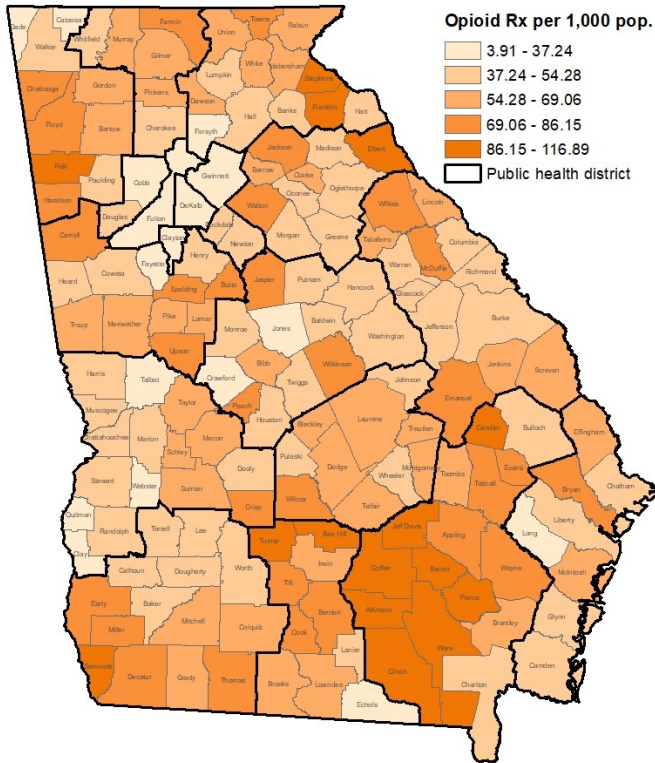 Opioid Rx per 1,000 pop.
3.91 - 37.24
37.24 - 54.28
54.28 - 69.06
69.06 - 86.15
86.15 - 116.89
Public health district
Dade Catoosa Fannin Towns Rabun
Walker Whitfield Murray Union
Gilmer White Habersham
Lumpkin Stephens
Chattooga Gordon Pickens Dawson Franklin
Hall Banks Hart
Floyd Bartow Cherokee Forsyth
Jackson Madison Elbert
Polk Paulding Cobb Gwinnett Barrow Clarke
Oconee Oglethorpe
Haralson Douglas Fulton DeKalb Walton Wilkes Lincoln
Carroll Clayton Rockdale Newton Morgan Greene Taliaferro Columbia
Fayette Henry McDuffie
Heard Coweta Warren Richmond
Spalding Butts Jasper Putnam Hancock Glascock
Troup Meriwether Pike Lamar Monroe Jones Baldwin Jefferson Burke
Upson Washington
Harris Talbot Crawford Bibb Wilkinson Jenkins Screven
Muscogee Taylor Peach Twiggs Johnson Emanuel
Chattahoochee Marion Macon Houston Laurens Candler Bulloch Effingham
Schley Bleckley Treutlen
Stewart Webster Sumter Dooly Pulaski Dodge Wheeler Montgomery Toombs Tattnall Evans Bryan Chatham
Quitman Crisp Wilcox Telfair Long Liberty
Randolph Terrell Lee Turner Ben Hill Jeff Davis Appling
Clay Calhoun Dougherty Worth Irwin Coffee Bacon Wayne McIntosh
Early Baker Tift Pierce
Miller Mitchell Colquitt Cook Berrien Atkinson Brantley Glynn
Lanier Ware
Seminole Decatur Grady Thomas Brooks Lowndes Clinch Charlton Camden
Echols